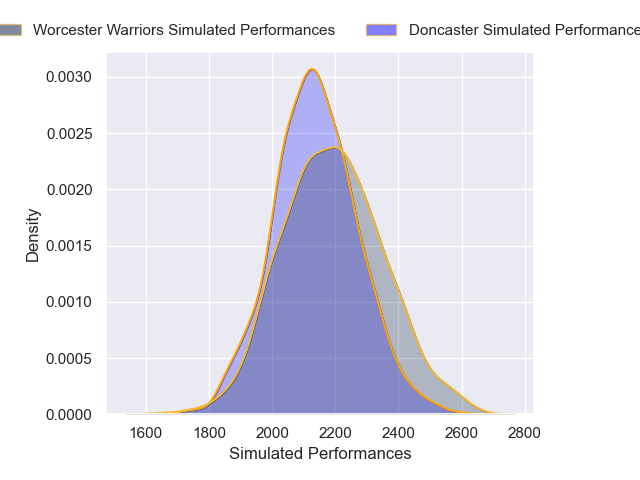 Worcester Warriors Simulated Performances Doncaster Simulated Performance
0.0030
0.0025
0.0020
0.0015
0.0010
0.0005
0.0000
Density
1600 1800 2000 2200 2400 2600 2800
Simulated Performances